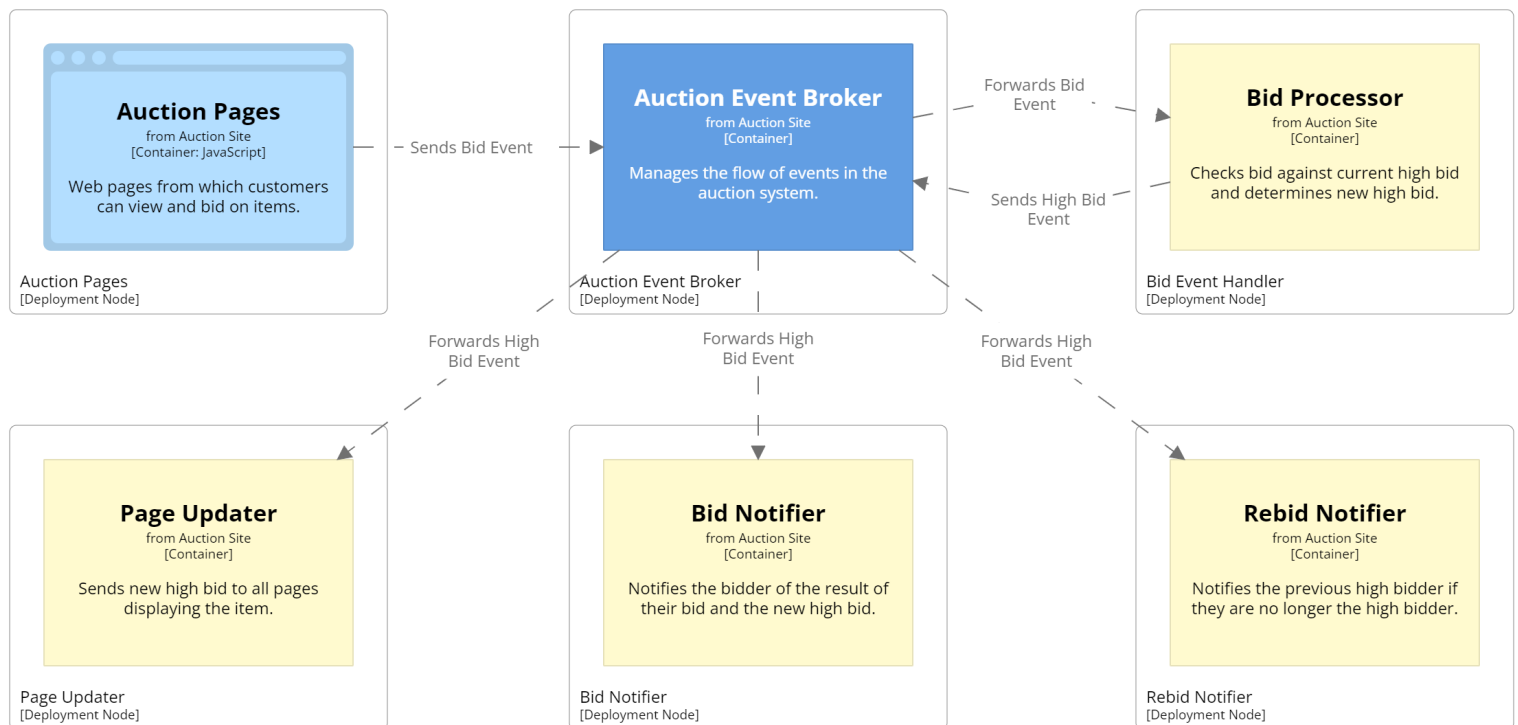 Auction Pages
from Auction Site
[Container: JavaScript]
Web pages from which customers
can view and bid on items.
Auction Pages
[Deployment Node]
Sends Bid Event
Auction Event Broker
from Auction Site
[Container]
Manages the flow of events in the
auction system.
Auction Event Broker
[Deployment Node]
Forwards Bid
Event
Sends High Bid
Event
Bid Processor
from Auction Site
[Container]
Checks bid against current high bid
and determines new high bid.
Bid Event Handler
[Deployment Node]
Forwards High
Bid Event
Forwards High
Bid Event
Forwards High
Bid Event
Page Updater
from Auction Site
[Container]
Sends new high bid to all pages
displaying the item.
Page Updater
[Deployment Node]
Bid Notifier
from Auction Site
[Container]
Notifies the bidder of the result of
their bid and the new high bid.
Bid Notifier
[Deployment Node]
Rebid Notifier
from Auction Site
[Container]
Notifies the previous high bidder if
they are no longer the high bidder.
Rebid Notifier
[Deployment Node]